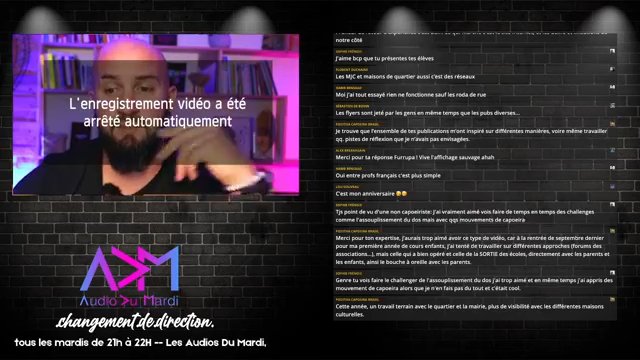 L'enregistrement vidéo a été
arrêté automatiquement
ADM
Audio Du Mardi
.changement.de.direction.
tous les mardis de 21h à 22H -- Les Audios Du Mardi,
notre côté
J'aime bcp que tu présentes tes élèves
Les MJC et maisons de quartier aussi c'est des réseaux
Moi j'ai tout essayé rien ne fonctionne sauf les roda de rue
Les flyers sont jeté par les gens en même temps que les pubs diverses...
Je trouve que l'ensemble de tes publications m'ont inspiré sur différentes manières, voire même travailler
qq. pistes de réflexion que je n'avais pas envisagées.
Merci pour ta réponse Furrupa ! Vive l'affichage sauvage ahah
Oui entre profs français c'est plus simple
C'est mon anniversaire 😂😂
Tjs point de vu d'une non capoeiriste: j'ai vraiment aimé vois faire de temps en temps des challenges
comme l'assouplissement du dos mais avec qqs mouvements de capoeira
Merci pour ton expertise, j'aurais trop aimé avoir ce type de vidéo, car à la rentrée de septembre dernier
pour ma première année de cours enfants, j'ai tenté de travailler sur différentes approches (forums des
associations...), mais celle qui a bien opéré et celle de la SORTIE des écoles, directement avec les parents et
les enfants, ainsi le bouche à oreille avec les parents.
Genre tu vois faire le challenger de l'assouplissement du dos j'ai trop aimé et en même temps j'ai appris des
mouvement de capoeira alors que je n'en fais pas du tout et c'était cool.
Cette année, un travail terrain avec le quartier et la mairie, plus de visibilité avec les différentes maisons
culturelles.